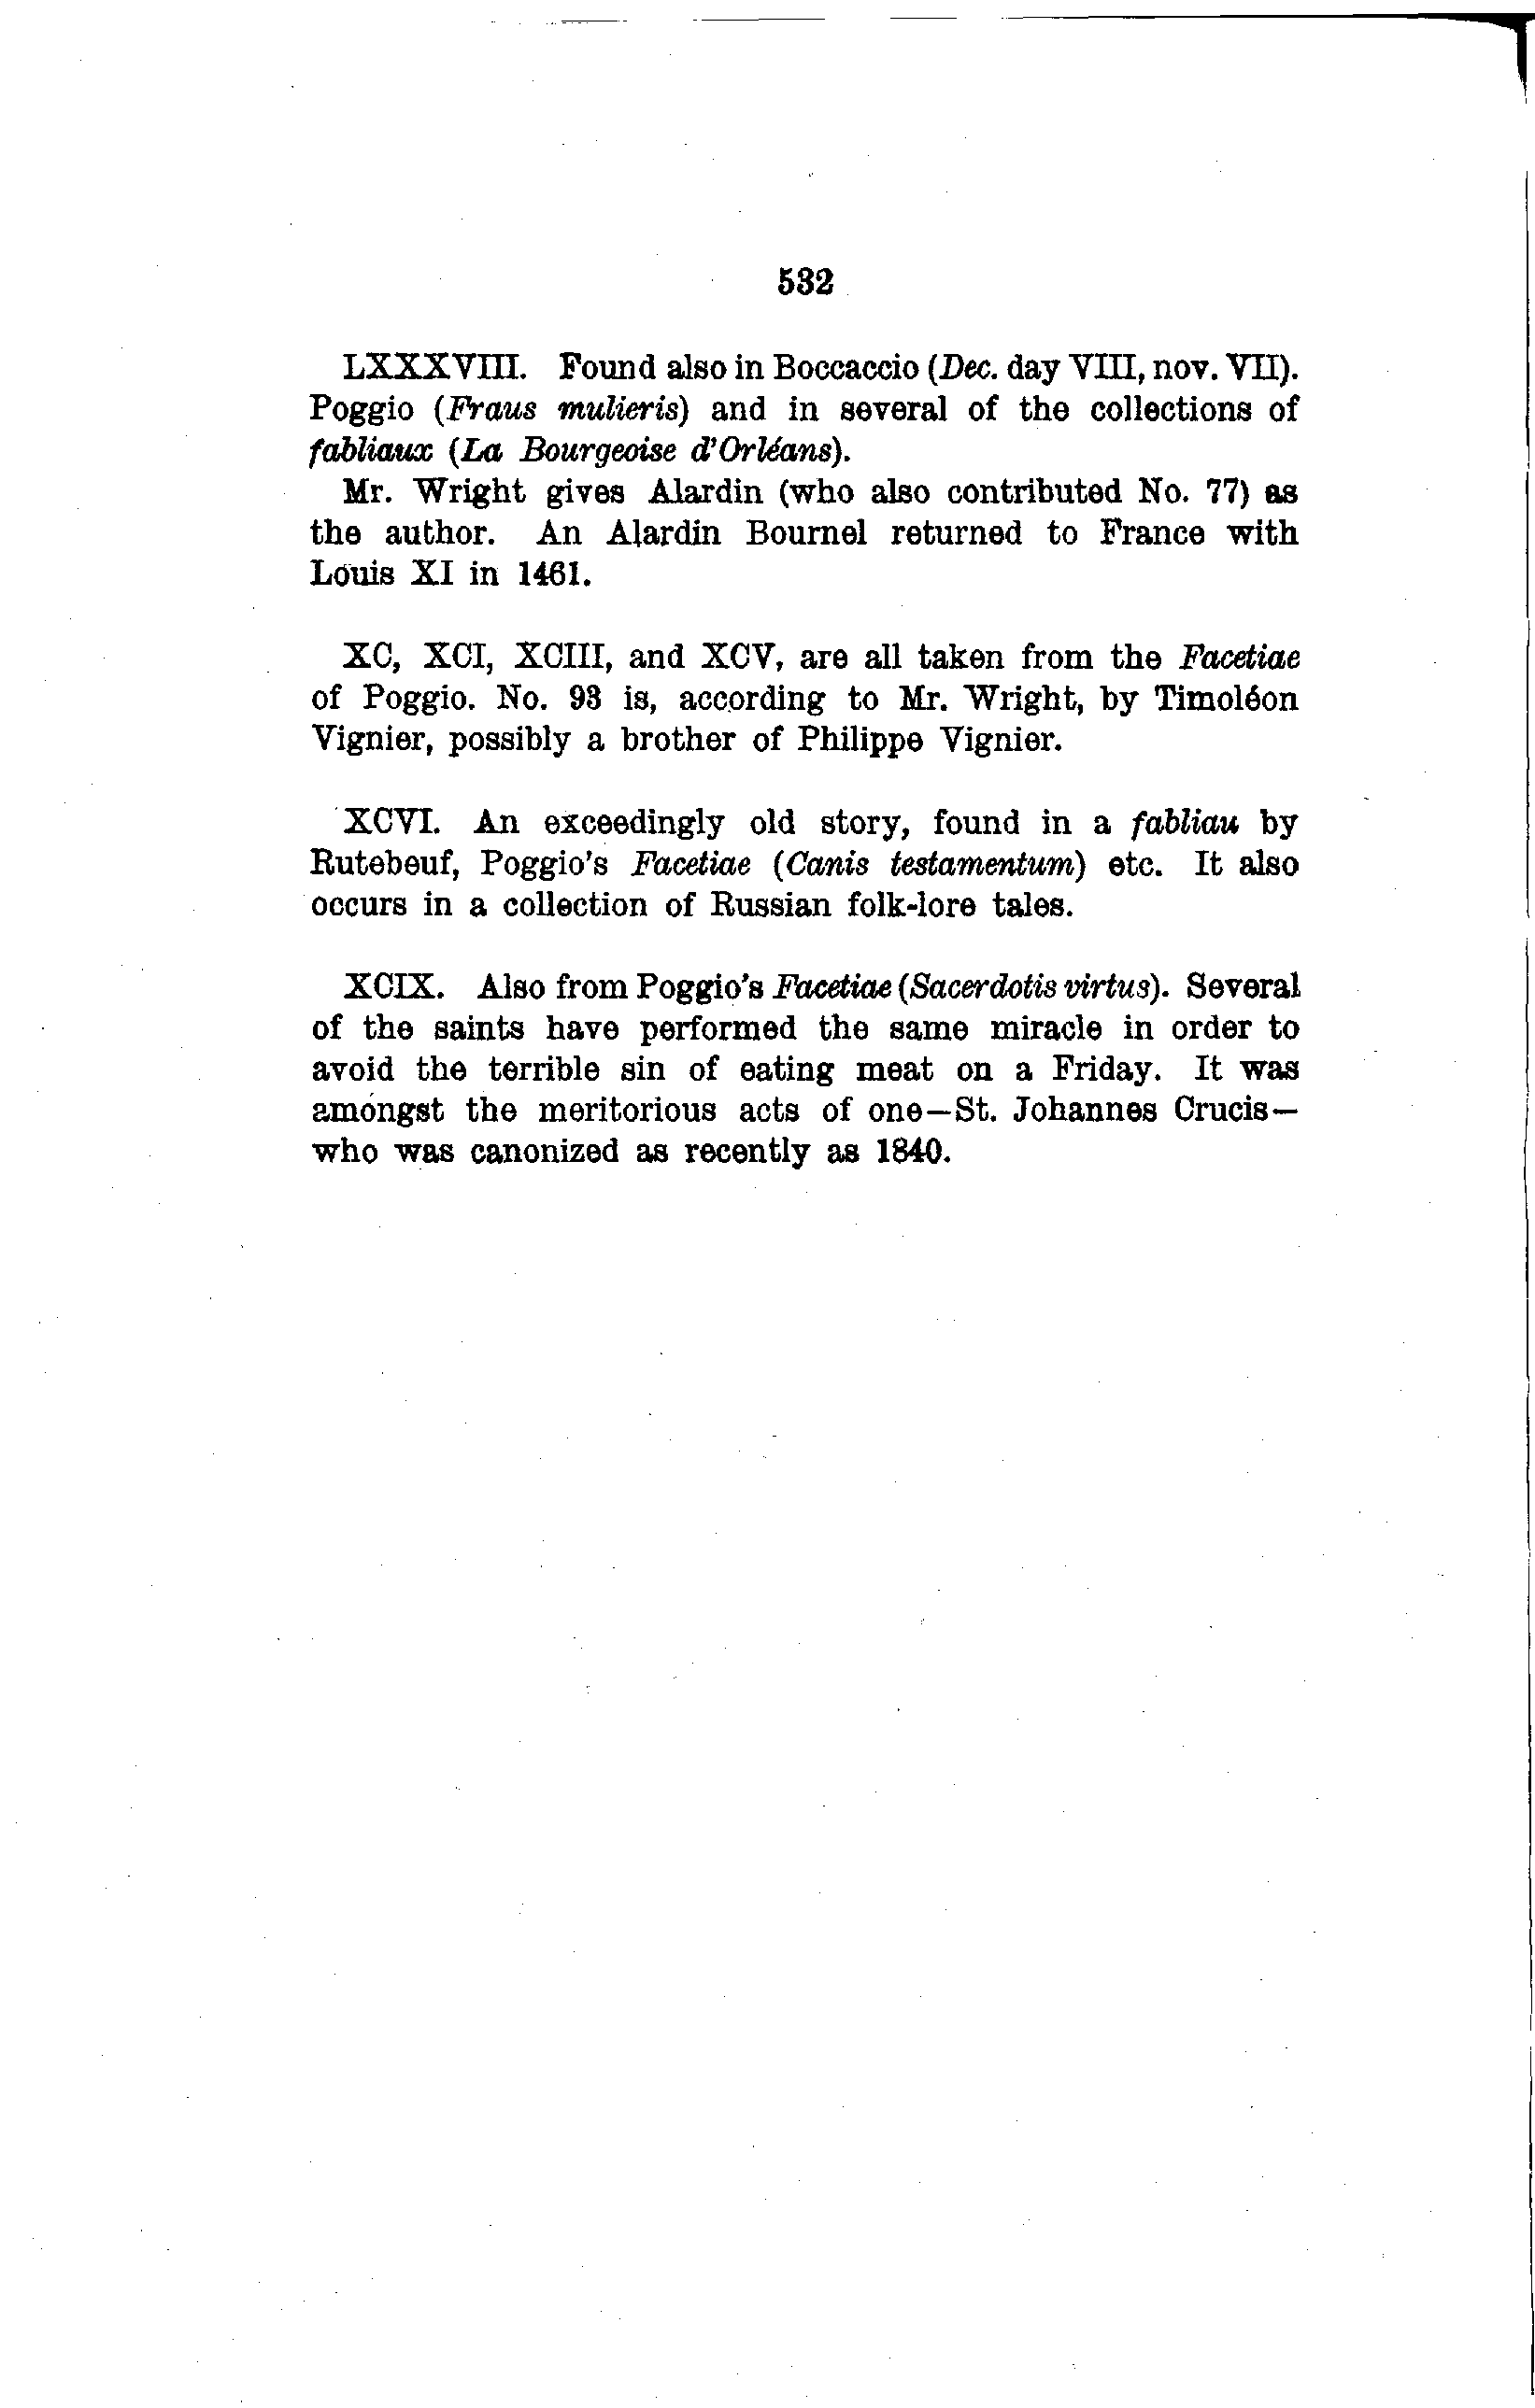 532
LXXXVIII. Found also in Boccaccio (Dec. day VIII, nov. VII).
Poggio (Fraus mulieris) and in several of the collections of
fabliaux (La Bourgeoise d'Orléans).
Mr. Wright gives Alardin (who also contributed No. 77) as
the author. An Alardin Bournel returned to France with
Louis XI in 1461.
XC, XCI, XCIII, and XCV, are all taken from the Facetiae
of Poggio. No. 93 is, according to Mr. Wright, by Timoléon
Vignier, possibly a brother of Philippe Vignier.
XCVI. An exceedingly old story, found in a fabliau by
Rutebeuf, Poggio's Facetiae (Canis testamentum) etc. It also
occurs in a collection of Russian folk-lore tales.
XCIX. Also from Poggio's Facetiae (Sacerdotis virtus). Several
of the saints have performed the same miracle in order to
avoid the terrible sin of eating meat on a Friday. It was
amongst the meritorious acts of one—St. Johannes Crucis—
who was canonized as recently as 1840.